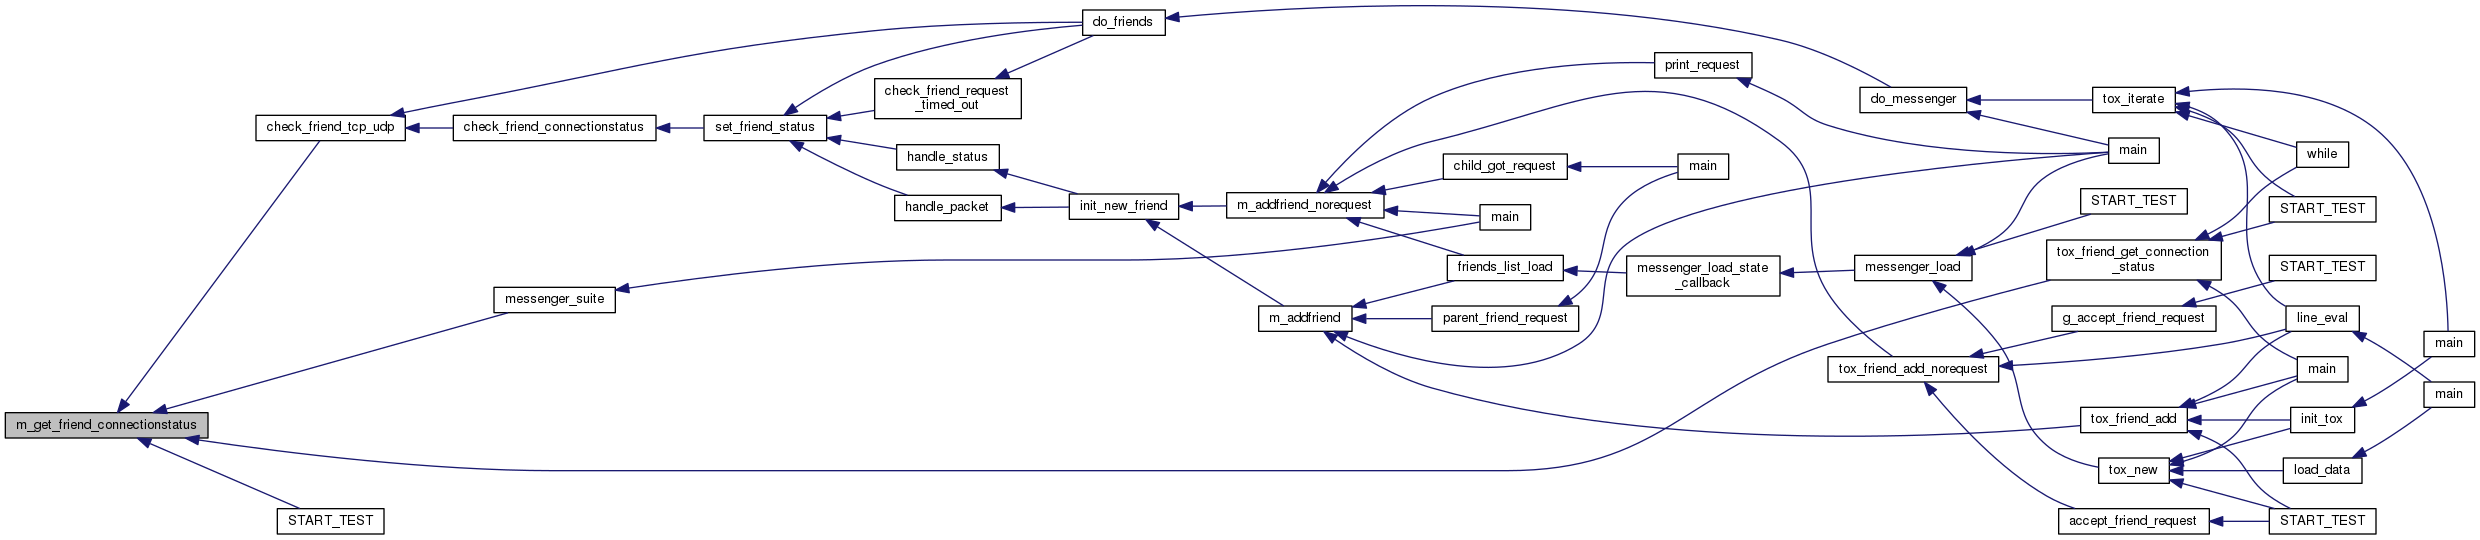 m_get_friend_connectionstatus
check_friend_tcp_udp
START_TEST
check_friend_connectionstatus
messenger_suite
set_friend_status
do_friends
check_friend_request
_timed_out
handle_status
handle_packet
init_new_friend
m_addfriend_norequest
m_addfriend
child_got_request
main
friends_list_load
parent_friend_request
print_request
main
messenger_load_state
_callback
do_messenger
messenger_load
tox_friend_add_norequest
tox_iterate
main
START_TEST
tox_friend_get_connection
_status
g_accept_friend_request
tox_friend_add
tox_new
accept_friend_request
while
START_TEST
START_TEST
line_eval
main
init_tox
load_data
START_TEST
main
main